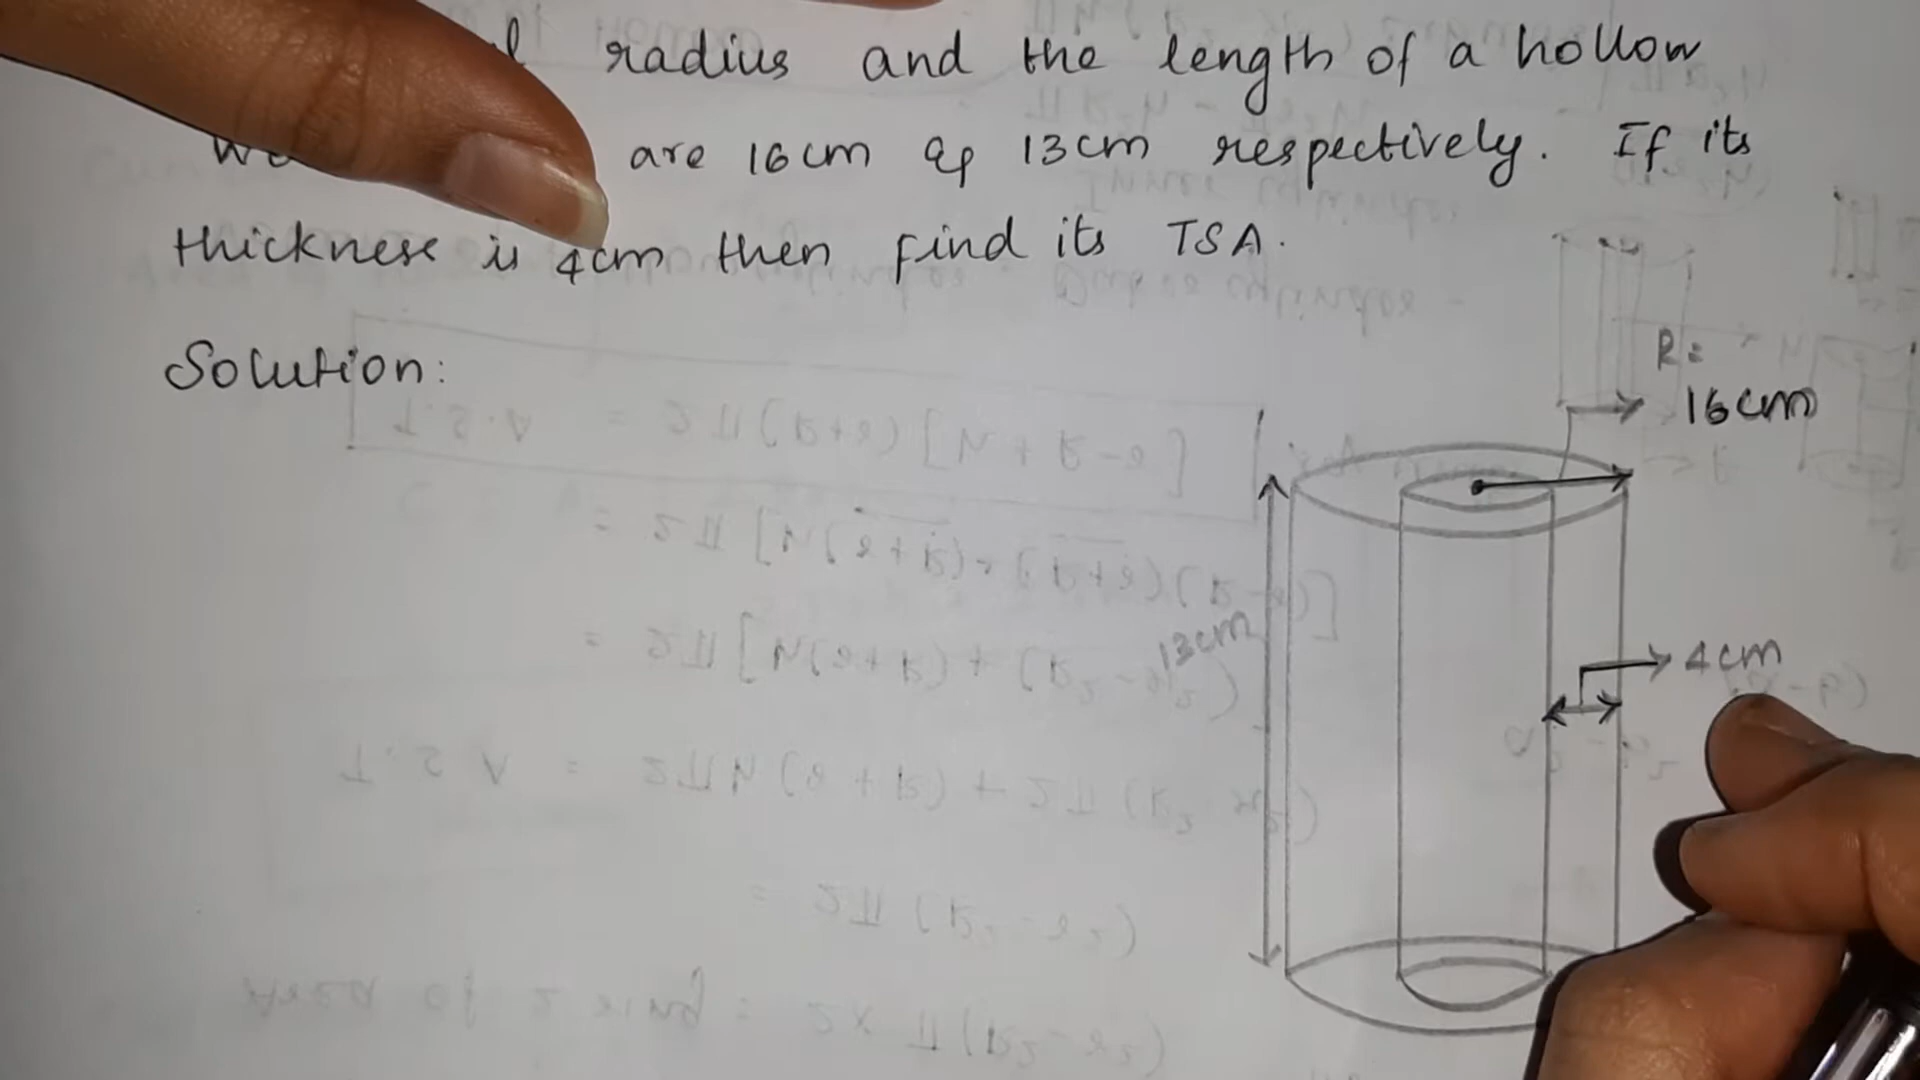 radius and the length of a hollow
are 16cm & 13cm respectively. If its
thickness is 4cm then find its TSA.
Solution:
R =
16cm
13cm
4cm